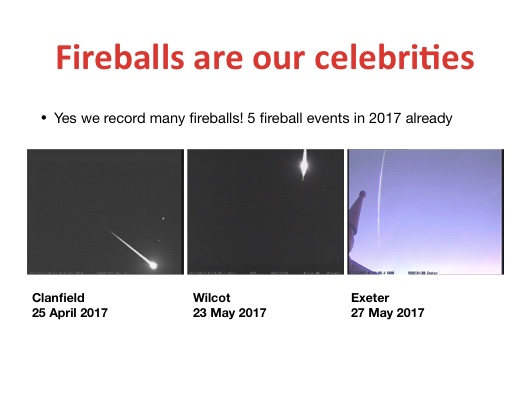 Fireballs are our celebrities
• Yes we record many fireballs! 5 fireball events in 2017 already
Exeter
Clanfield
25 April 2017
Wilcot
23 May 2017
Exeter
27 May 2017